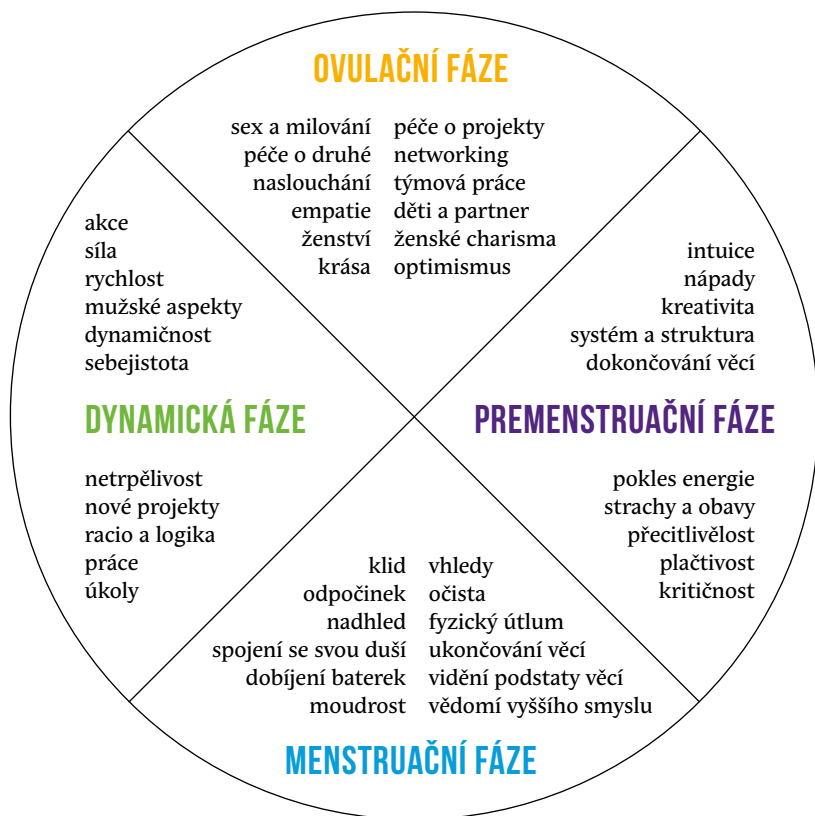 OVULAČNÍ FÁZE
sex a milování péče o projekty
péče o druhé networking
naslouchání týmová práce
empatie děti a partner
ženství ženské charisma
krása optimismus
akce
síla
rychlost
mužské aspekty
dynamičnost
sebejistota
DYNAMICKÁ FÁZE
netrpělivost
nové projekty
racio a logika
práce
úkoly
intuice
nápady
kreativita
systém a struktura
dokončování věcí
PREMENSTRUAČNÍ FÁZE
pokles energie
strachy a obavy
přecitlivělost
plačtivost
kritičnost
klid vhledy
odpočinek očista
nadhled fyzický útlum
spojení se svou duší ukončování věcí
dobíjení baterek vidění podstaty věcí
moudrost vědomí vyššího smyslu
MENSTRUAČNÍ FÁZE